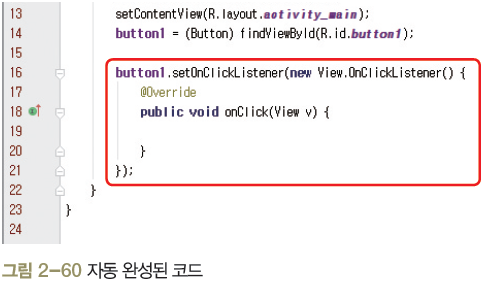 13 setContentView(R.layout.activity_main);
14 button1 = (Button) findViewById(R.id.button1);
15
16 button1.setOnClickListener(new View.OnClickListener() {
17 @Override
18 public void onClick(View v) {
19
20 }
21 });
22 }
23 }
24
그림 2-60 자동 완성된 코드